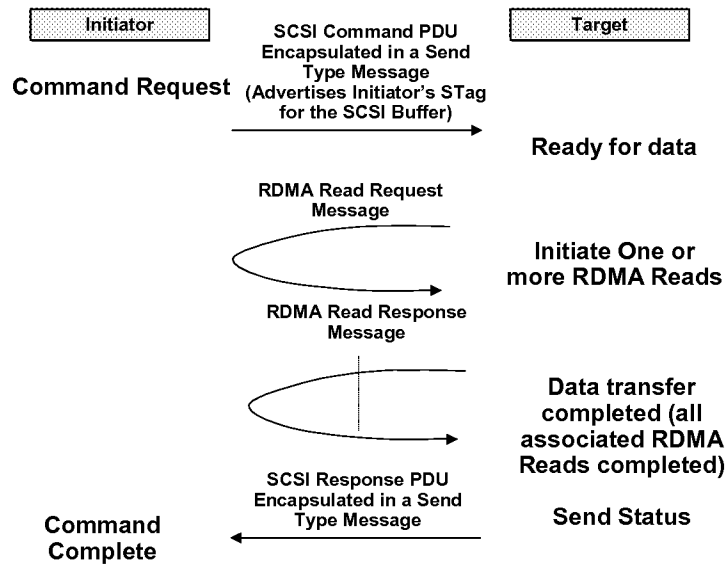 Initiator
SCSI Command PDU
Encapsulated in a Send
Type Message
(Advertises Initiator's STag
for the SCSI Buffer)
Target
Command Request
Ready for data
RDMA Read Request
Message
Initiate One or
more RDMA Reads
RDMA Read Response
Message
Data transfer
completed (all
associated RDMA
Reads completed)
SCSI Response PDU
Encapsulated in a Send
Type Message
Send Status
Command
Complete